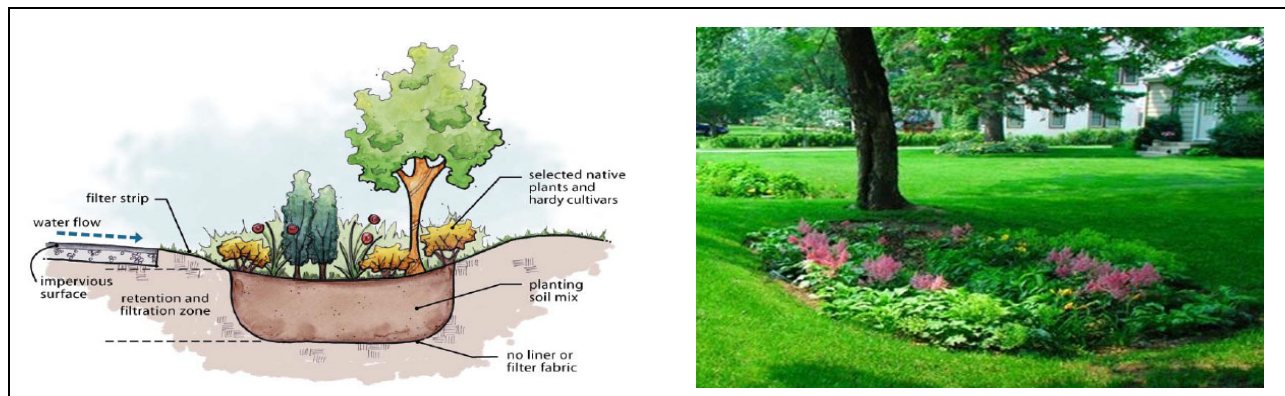 filter strip
water flow
impervious
surface
retention and
filtration zone
selected native
plants and
hardy cultivars
planting
soil mix
no liner or
filter fabric